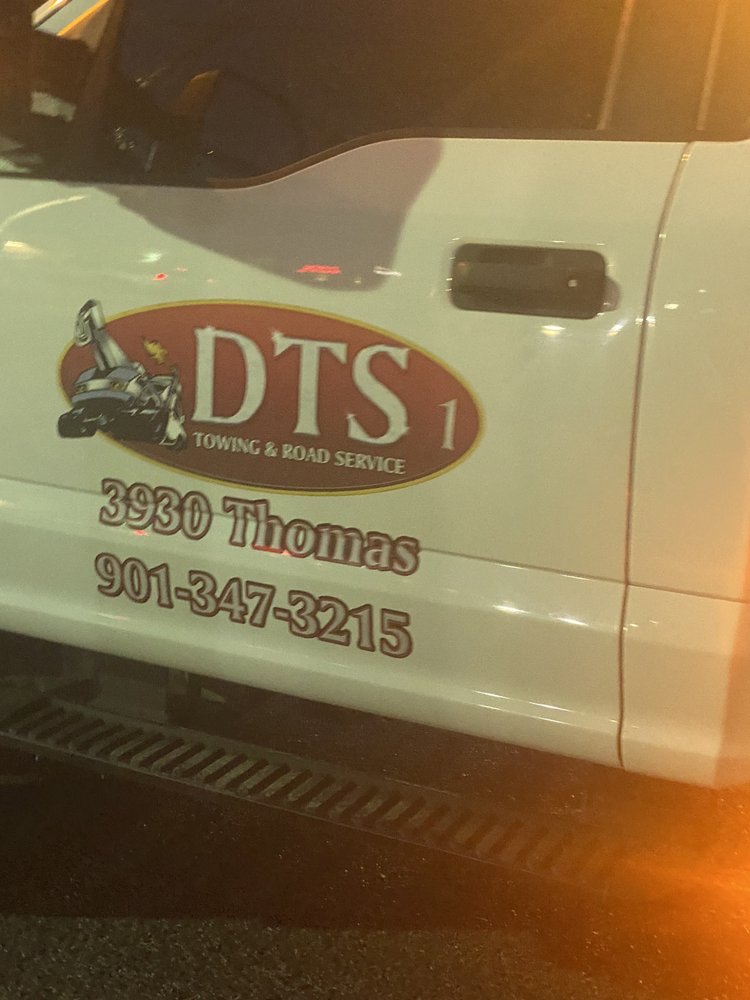 DTS 1
TOWING & ROAD SERVICE
3930 Thomas
901-347-3215